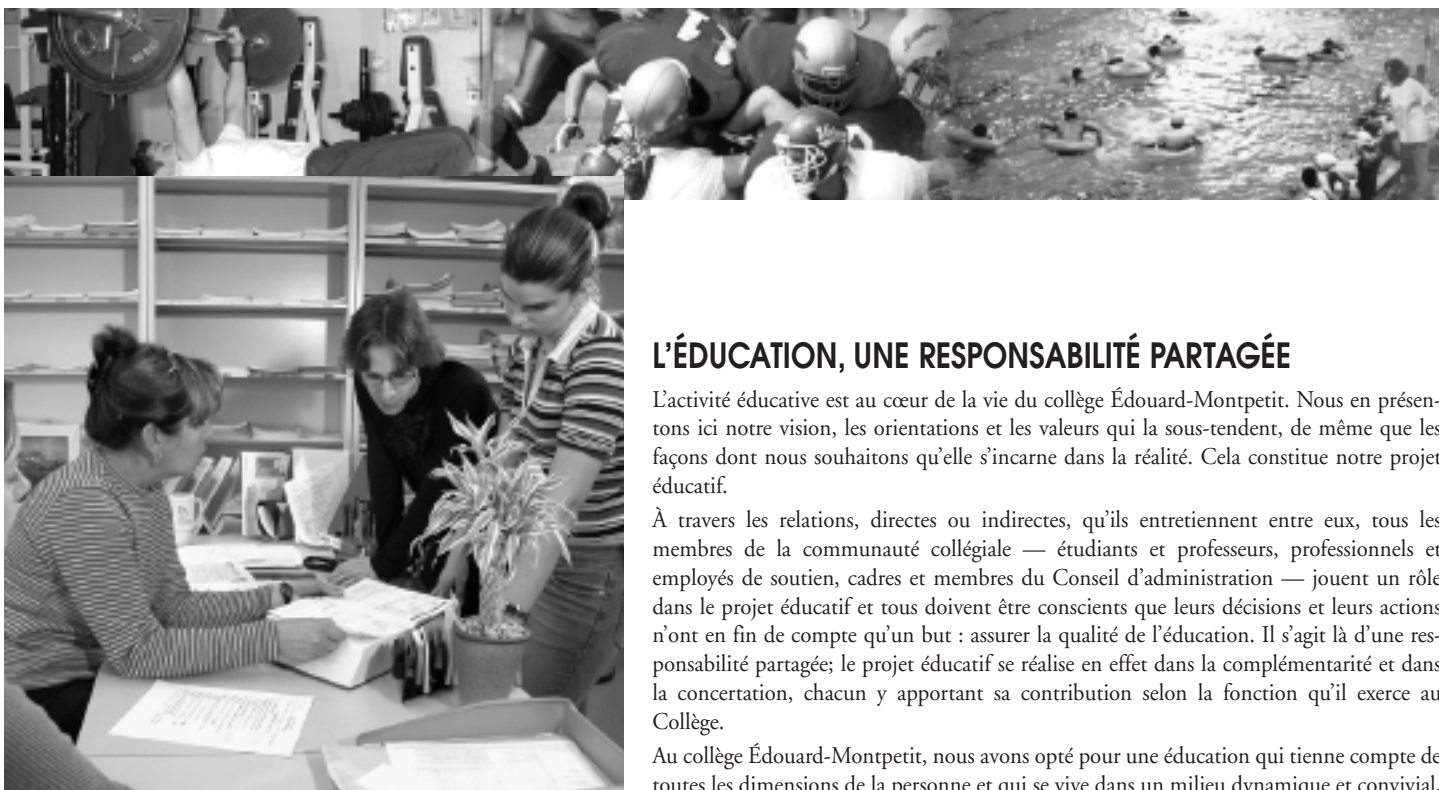 L'ÉDUCATION, UNE RESPONSABILITÉ PARTAGÉE
L'activité éducative est au cœur de la vie du collège Édouard-Montpetit. Nous en présen-
tons ici notre vision, les orientations et les valeurs qui la sous-tendent, de même que les
façons dont nous souhaitons qu'elle s'incarne dans la réalité. Cela constitue notre projet
éducatif.
À travers les relations, directes ou indirectes, qu'ils entretiennent entre eux, tous les
membres de la communauté collégiale — étudiants et professeurs, professionnels et
employés de soutien, cadres et membres du Conseil d'administration — jouent un rôle
dans le projet éducatif et tous doivent être conscients que leurs décisions et leurs actions
n'ont en fin de compte qu'un but : assurer la qualité de l'éducation. Il s'agit là d'une res-
ponsabilité partagée; le projet éducatif se réalise en effet dans la complémentarité et dans
la concertation, chacun y apportant sa contribution selon la fonction qu'il exerce au
Collège.
Au collège Édouard-Montpetit, nous avons opté pour une éducation qui tienne compte de
toutes les dimensions de la personne et qui se vive dans un milieu dynamique et convivial.